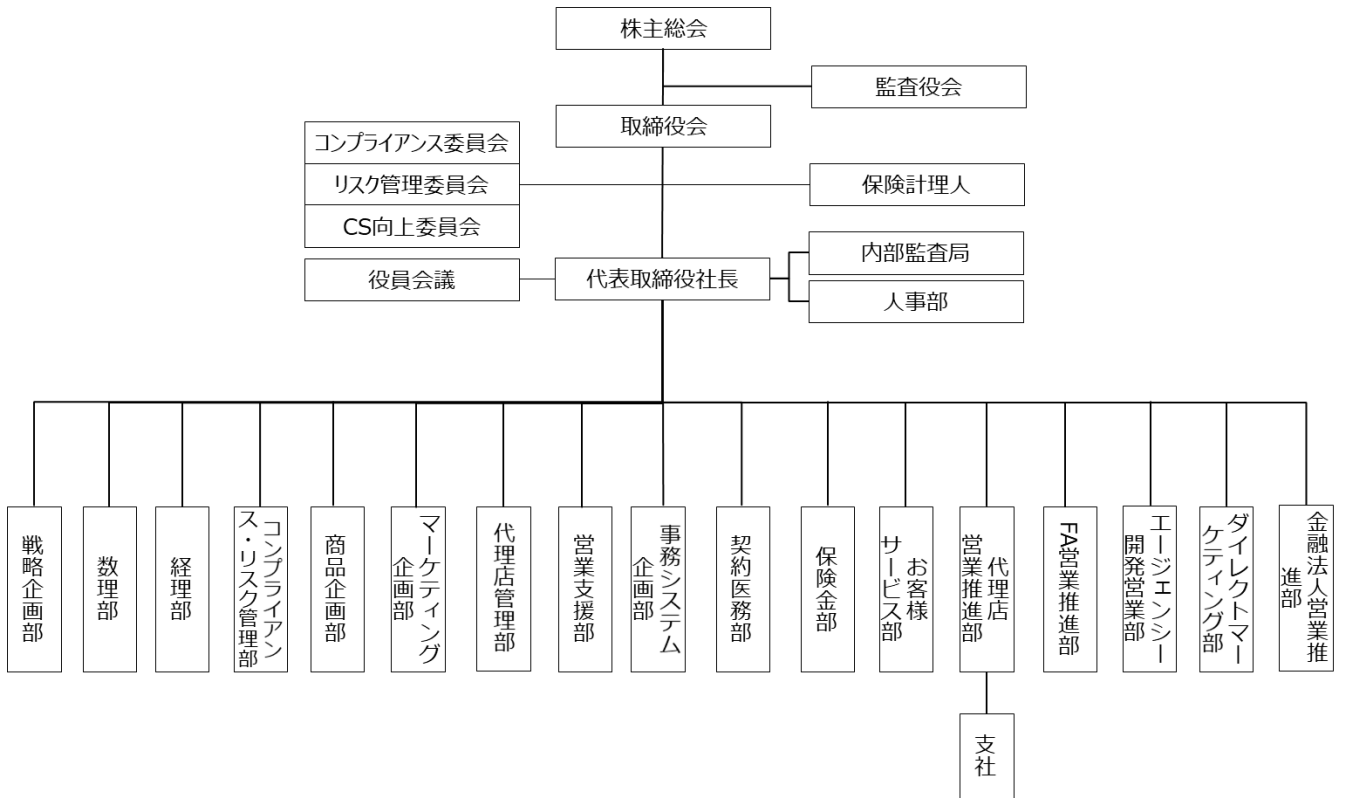 株主総会
監査役会
取締役会
コンプライアンス委員会
リスク管理委員会
保険計理人
CS向上委員会
内部監査局
役員会議
代表取締役社長
人事部
戦略企画部
数理部
経理部
コンプライアン
ス・リスク管理部
商品企画部
マーケティング
企画部
代理店管理部
営業支援部
事務システム
企画部
契約医務部
保険金部
お客様
サービス部
代理店
営業推進部
FA営業推進部
エージェンシー
開発営業部
ダイレクトマー
ケティング部
金融法人営業推
進部
支社